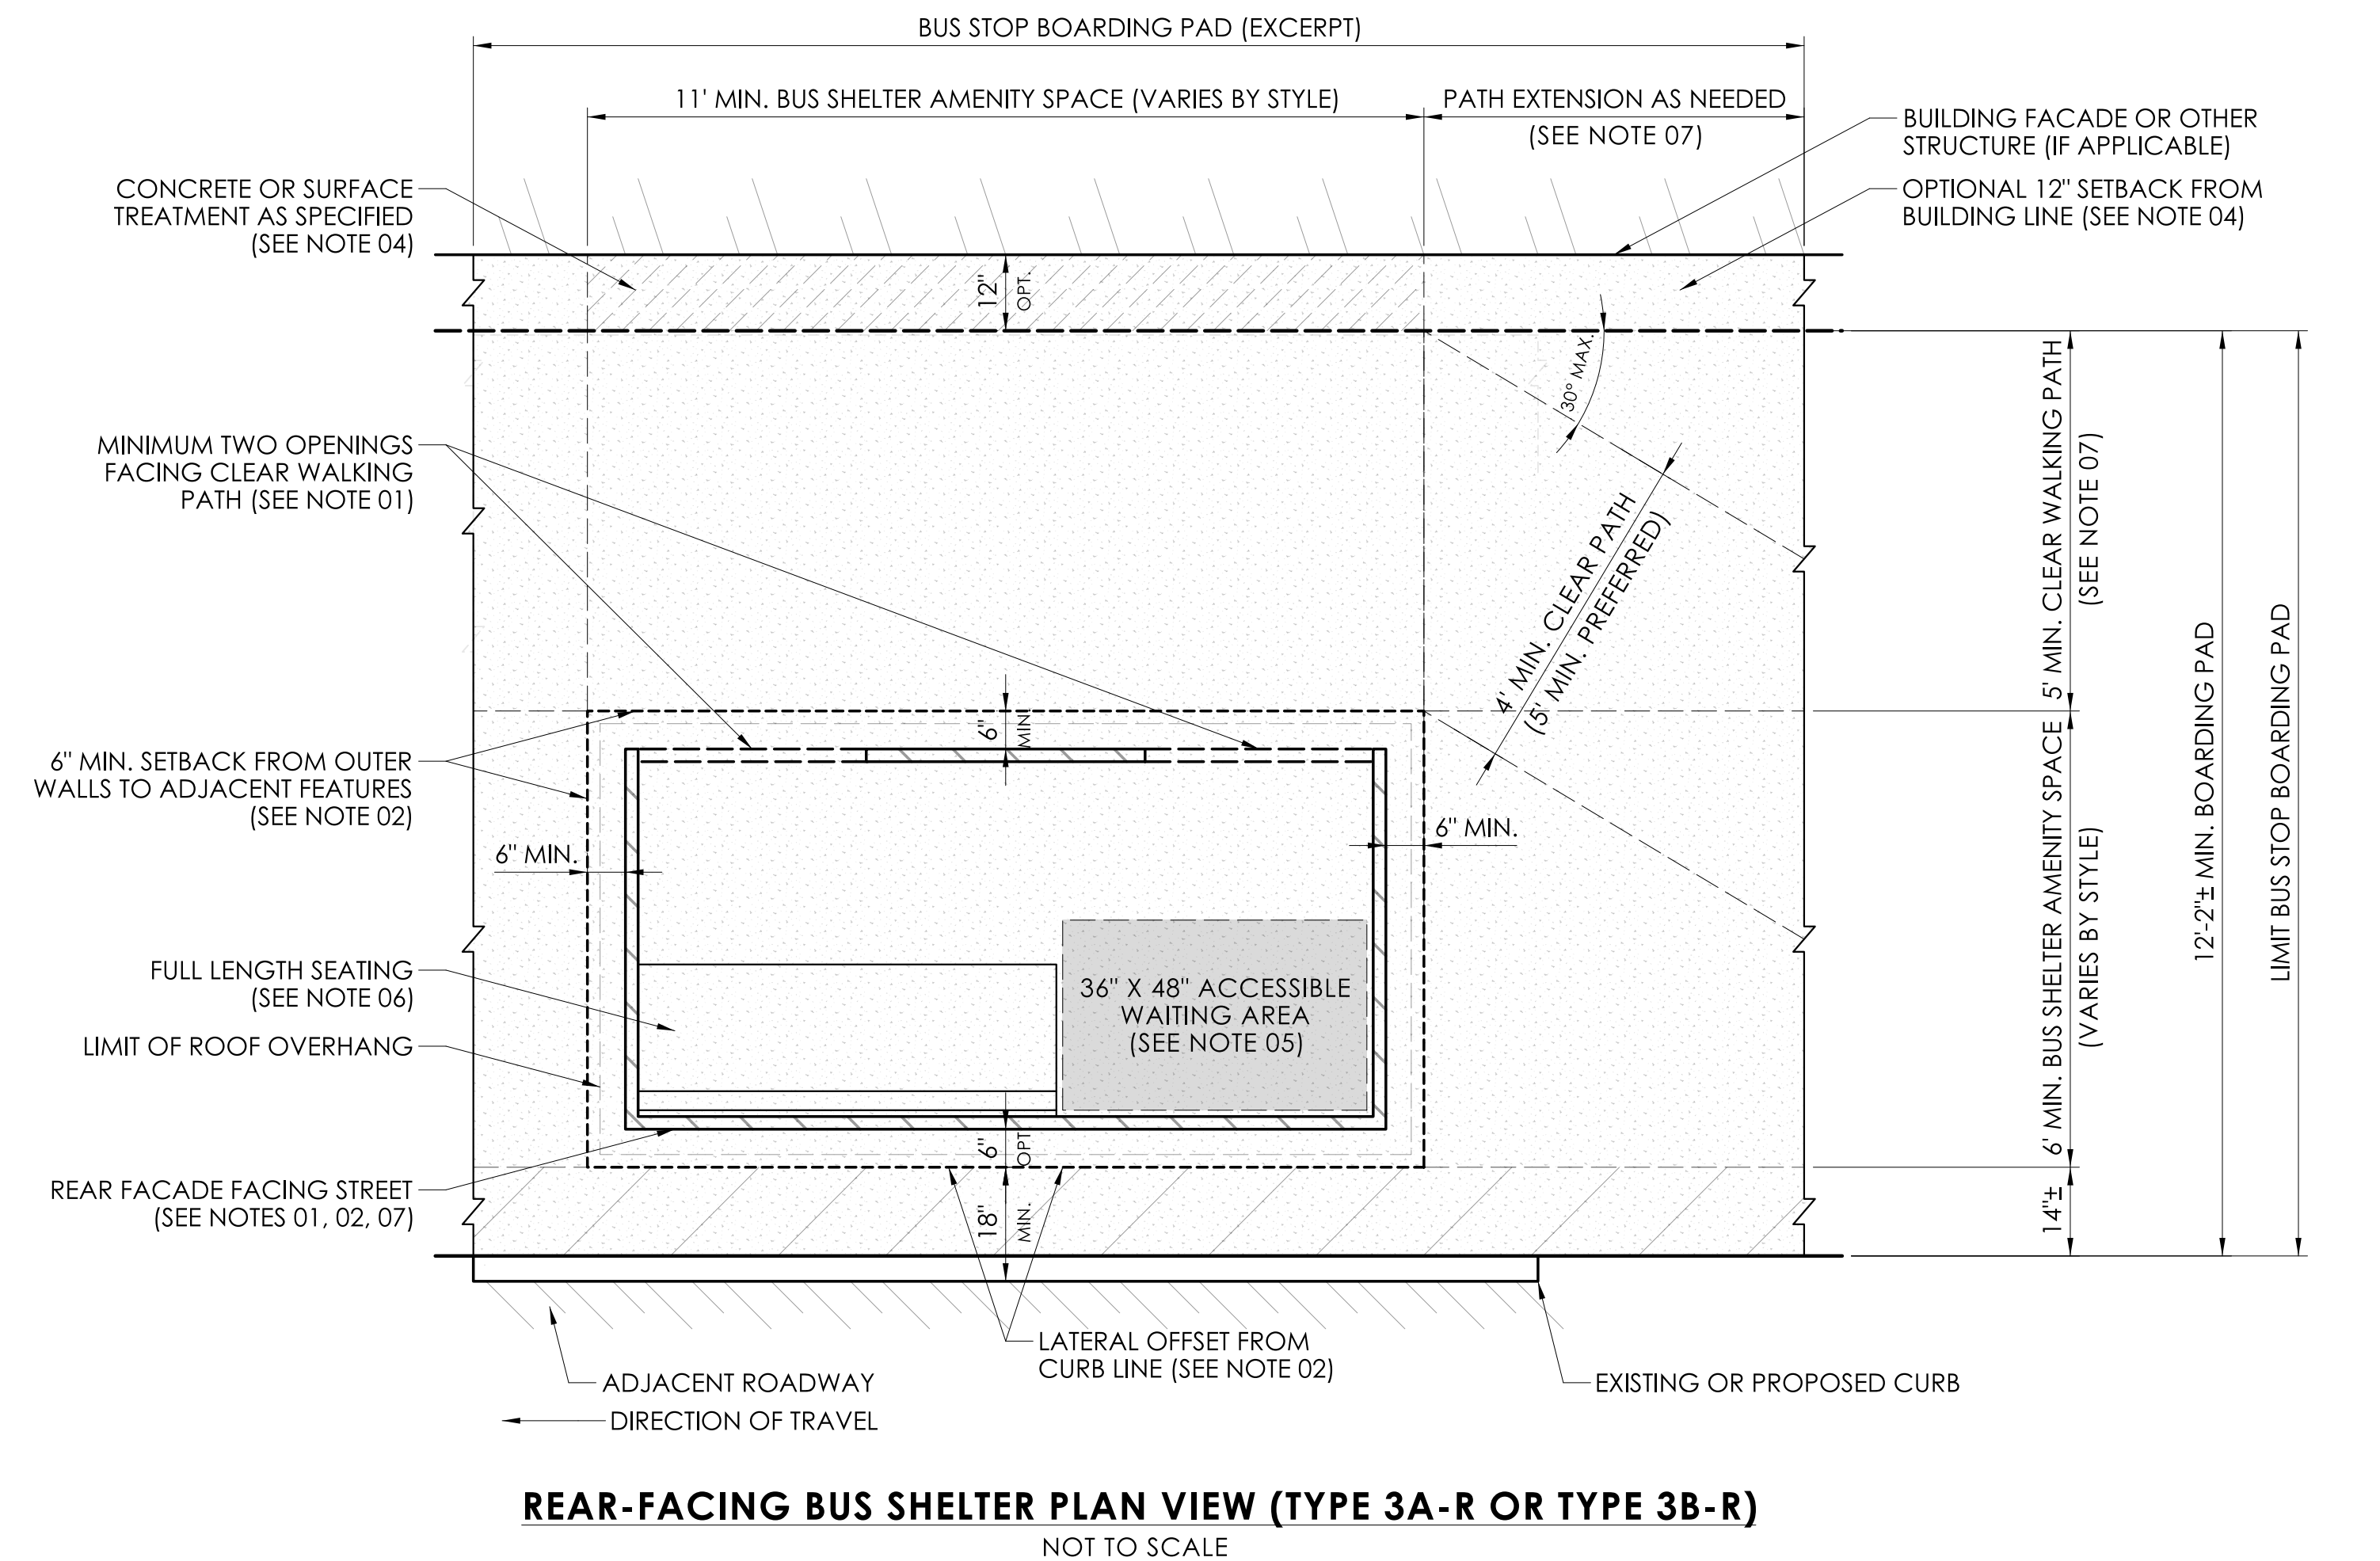 BUS STOP BOARDING PAD (EXCERPT)
11' MIN. BUS SHELTER AMENITY SPACE (VARIES BY STYLE)
PATH EXTENSION AS NEEDED
(SEE NOTE 07)
BUILDING FACADE OR OTHER
STRUCTURE (IF APPLICABLE)
OPTIONAL 12" SETBACK FROM
BUILDING LINE (SEE NOTE 04)
CONCRETE OR SURFACE
TREATMENT AS SPECIFIED
(SEE NOTE 04)
12"
OPT.
30° MAX.
MINIMUM TWO OPENINGS
FACING CLEAR WALKING
PATH (SEE NOTE 01)
4' MIN. CLEAR PATH
(5' MIN. PREFERRED)
5' MIN. CLEAR WALKING PATH
(SEE NOTE 07)
6"
MIN.
6" MIN. SETBACK FROM OUTER
WALLS TO ADJACENT FEATURES
(SEE NOTE 02)
6" MIN.
6" MIN.
6' MIN. BUS SHELTER AMENITY SPACE
(VARIES BY STYLE)
12'-2"± MIN. BOARDING PAD
LIMIT BUS STOP BOARDING PAD
FULL LENGTH SEATING
(SEE NOTE 06)
36" X 48" ACCESSIBLE
WAITING AREA
(SEE NOTE 05)
LIMIT OF ROOF OVERHANG
6"
OPT
REAR FACADE FACING STREET
(SEE NOTES 01, 02, 07)
18"
MIN.
14"±
LATERAL OFFSET FROM
CURB LINE (SEE NOTE 02)
ADJACENT ROADWAY
DIRECTION OF TRAVEL
EXISTING OR PROPOSED CURB
REAR-FACING BUS SHELTER PLAN VIEW (TYPE 3A-R OR TYPE 3B-R)
NOT TO SCALE